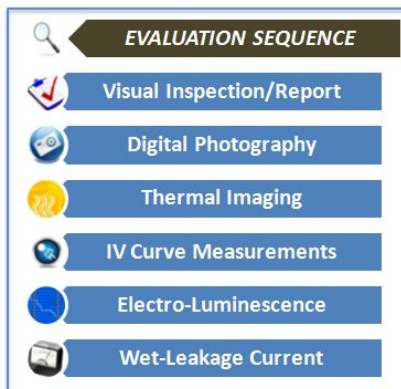 EVALUATION SEQUENCE
Visual Inspection/Report
Digital Photography
Thermal Imaging
IV Curve Measurements
Electro-Luminescence
Wet-Leakage Current